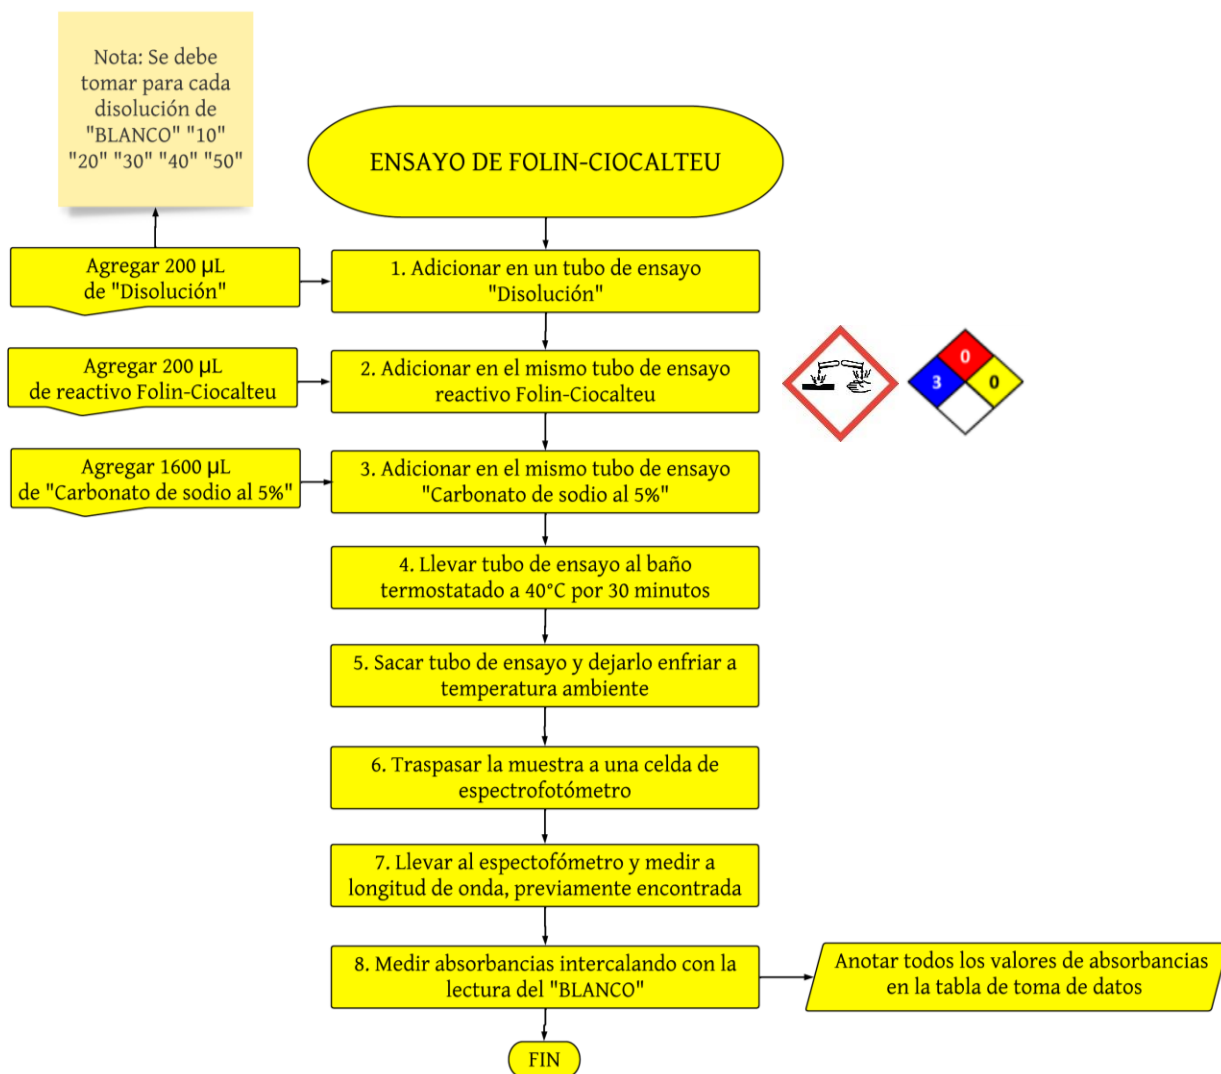 Nota: Se debe
tomar para cada
disolución de
"BLANCO" "10"
"20" "30" "40" "50"
ENSAYO DE FOLIN-CIOCALTEU
Agregar 200 µL
de "Disolución"
1. Adicionar en un tubo de ensayo
"Disolución"
Agregar 200 µL
de reactivo Folin-Ciocalteu
2. Adicionar en el mismo tubo de ensayo
reactivo Folin-Ciocalteu
0
3
0
Agregar 1600 µL
de "Carbonato de sodio al 5%"
3. Adicionar en el mismo tubo de ensayo
"Carbonato de sodio al 5%"
4. Llevar tubo de ensayo al baño
termostatado a 40°C por 30 minutos
5. Sacar tubo de ensayo y dejarlo enfriar a
temperatura ambiente
6. Traspasar la muestra a una celda de
espectrofotómetro
7. Llevar al espectofómetro y medir a
longitud de onda, previamente encontrada
8. Medir absorbancias intercalando con la
lectura del "BLANCO"
Anotar todos los valores de absorbancias
en la tabla de toma de datos
FIN